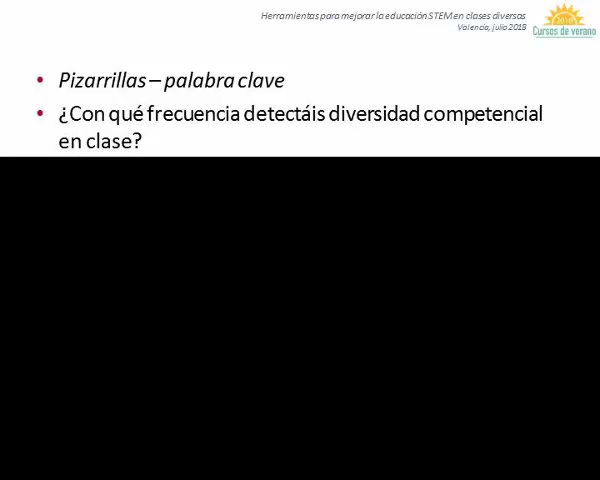 Herramientas para mejorar la educación STEM en clases diversas
Valencia, julio 2018
2018
Cursos de verano
• Pizarrillas – palabra clave
• ¿Con qué frecuencia detectáis diversidad competencial
en clase?